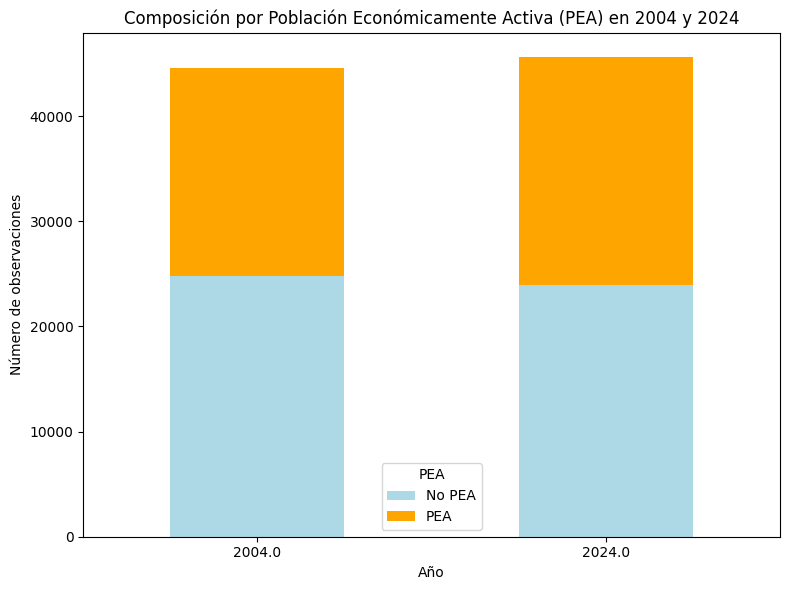 Composición por Población Económicamente Activa (PEA) en 2004 y 2024
Número de observaciones
40000
30000
20000
10000
0
PEA
No PEA
PEA
2004.0
2024.0
Año